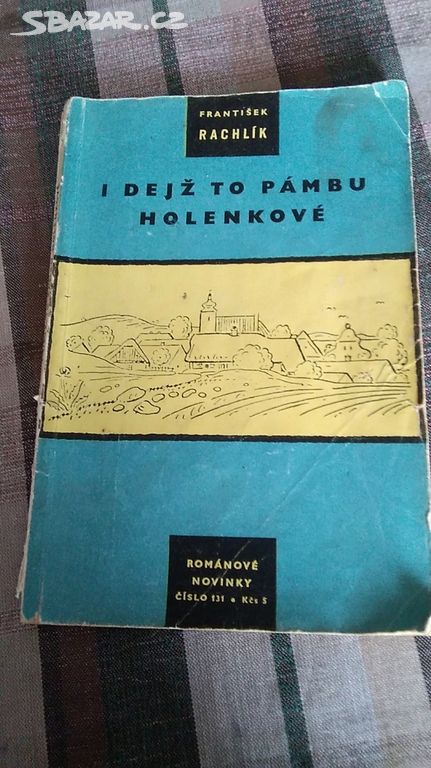 SBAZAR.CZ
FRANTIŠEK
RACHLÍK
I DEJŽ TO PÁMBU
HOLENKOVÉ
ROMÁNOVÉ
NOVINKY
ČÍSLO 131 • Kčs 5